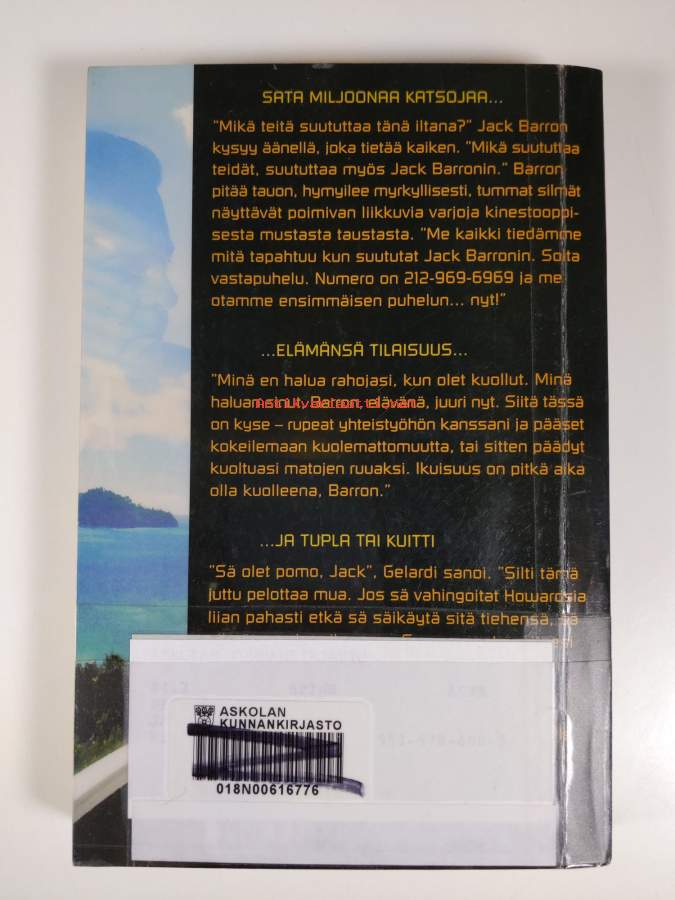 SATA MILJOONAA KATSOJAA...
"Mikä teitä suututtaa tänä iltana?" Jack Barron
kysyy äänellä, joka tietää kaiken. "Mikä suututtaa
teidät, suututtaa myös Jack Barronin." Barron
pitää tauon, hymyilee myrkyllisesti, tummat silmät
näyttävät poimivan liikkuvia varjoja kinestooppi-
sesta mustasta taustasta. "Me kaikki tiedämme
mitä tapahtuu kun suututat Jack Barronin. Soita
vastapuhelu. Numero on 212-969-6969 ja me
otamme ensimmäisen puhelun... nyt!"
...ELÄMÄNSÄ TILAISUUS...
"Minä en halua rahojasi, kun olet kuollut. Minä
haluan sinut, Barron, elävänä, juuri nyt. Siitä tässä
on kyse – rupeat yhteistyöhön kanssani ja pääset
kokeilemaan kuolemattomuutta, tai sitten päädyt
kuoltuasi matojen ruuaksi. Ikuisuus on pitkä aika
olla kuolleena, Barron."
...JA TUPLA TAI KUITTI
"Sä olet pomo, Jack", Gelardi sanoi. "Silti tämä
juttu pelottaa mua. Jos sä vahingoitat Howardsia
liian pahasti etkä sä säikäytä sitä tiehensä, sä
ASKOLAN
KUNNANKIRJASTO
018N00616776